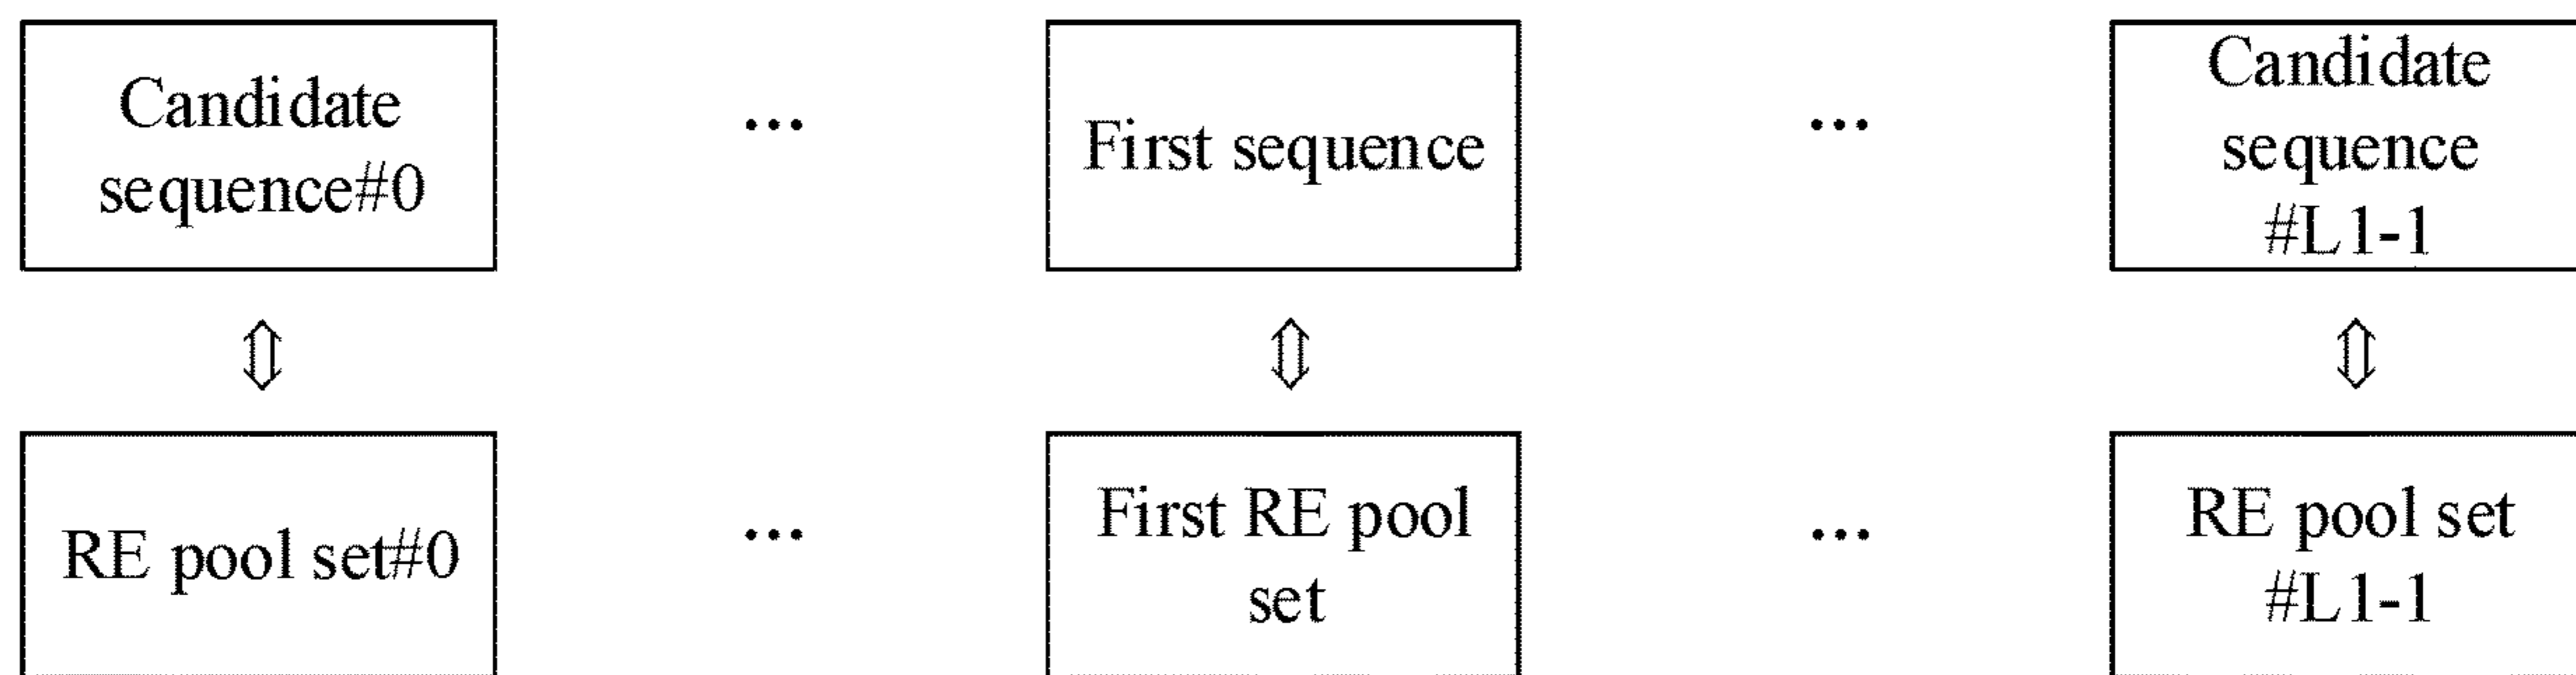 Candidate
sequence#0
...
First sequence
...
Candidate
sequence
#L1-1
RE pool set#0
...
First RE pool
set
...
RE pool set
#L1-1